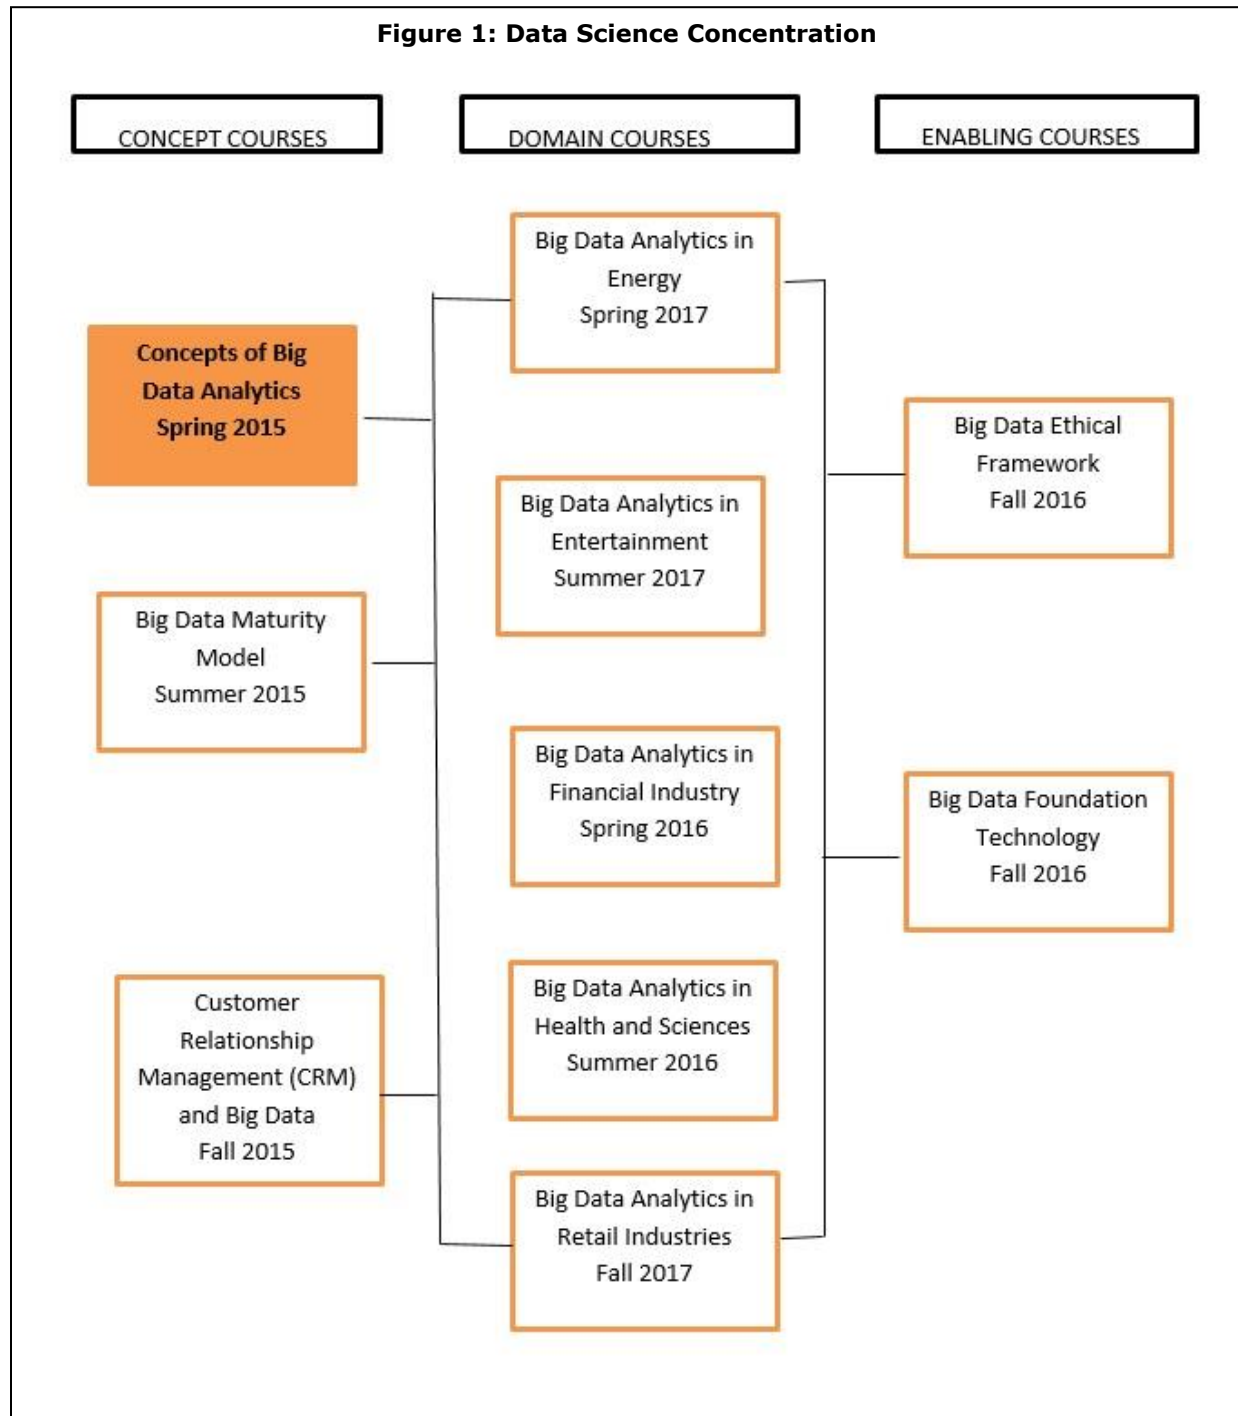 Figure 1: Data Science Concentration
CONCEPT COURSES
DOMAIN COURSES
ENABLING COURSES
Concepts of Big
Data Analytics
Spring 2015
Big Data Maturity
Model
Summer 2015
Customer
Relationship
Management (CRM)
and Big Data
Fall 2015
Big Data Analytics in
Energy
Spring 2017
Big Data Analytics in
Entertainment
Summer 2017
Big Data Analytics in
Financial Industry
Spring 2016
Big Data Analytics in
Health and Sciences
Summer 2016
Big Data Analytics in
Retail Industries
Fall 2017
Big Data Ethical
Framework
Fall 2016
Big Data Foundation
Technology
Fall 2016